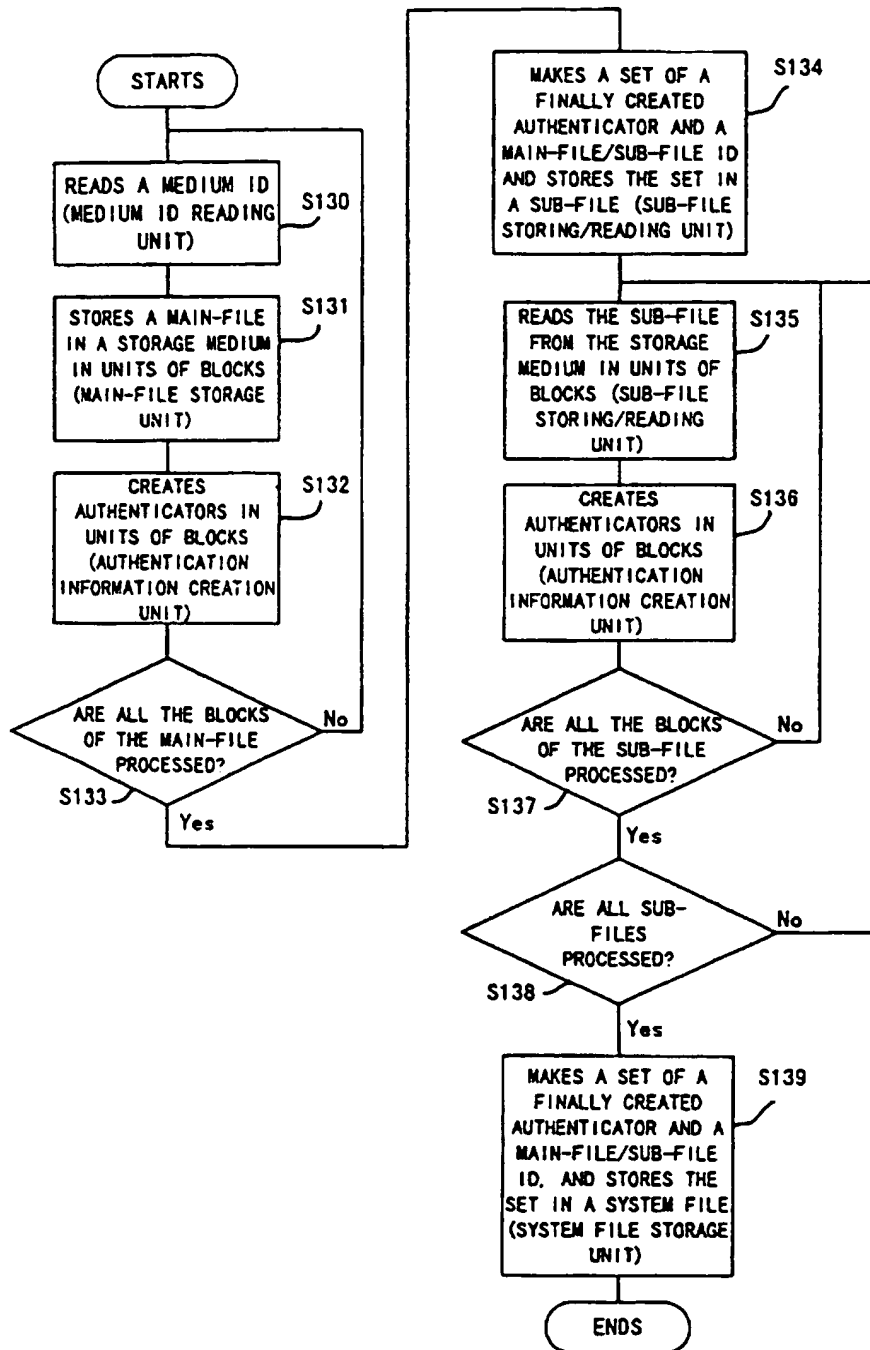 STARTS
READS A MEDIUM ID
(MEDIUM ID READING
UNIT)
S130
STORES A MAIN-FILE
IN A STORAGE MEDIUM
IN UNITS OF BLOCKS
(MAIN-FILE STORAGE
UNIT)
S131
CREATES
AUTHENTICATORS IN
UNITS OF BLOCKS
(AUTHENTICATION
INFORMATION CREATION
UNIT)
S132
ARE ALL THE BLOCKS
OF THE MAIN-FILE
PROCESSED?
No
S133
Yes
MAKES A SET OF A
FINALLY CREATED
AUTHENTICATOR AND A
MAIN-FILE/SUB-FILE ID
AND STORES THE SET IN
A SUB-FILE (SUB-FILE
STORING/READING UNIT)
S134
READS THE SUB-FILE
FROM THE STORAGE
MEDIUM IN UNITS OF
BLOCKS (SUB-FILE
STORING/READING
UNIT)
S135
CREATES
AUTHENTICATORS IN
UNITS OF BLOCKS
(AUTHENTICATION
INFORMATION CREATION
UNIT)
S136
ARE ALL THE BLOCKS
OF THE SUB-FILE
PROCESSED?
No
S137
Yes
ARE ALL SUB-
FILES
PROCESSED?
No
S138
Yes
MAKES A SET OF A
FINALLY CREATED
AUTHENTICATOR AND A
MAIN-FILE/SUB-FILE
ID, AND STORES THE
SET IN A SYSTEM FILE
(SYSTEM FILE STORAGE
UNIT)
S139
ENDS